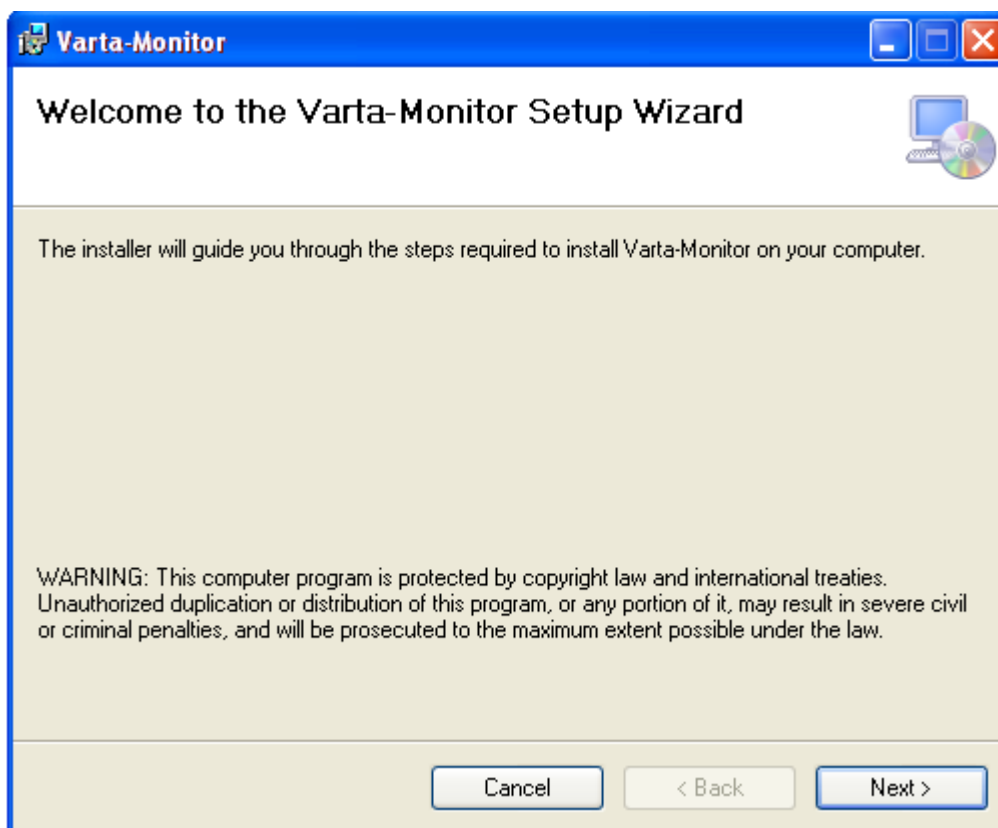 Varta-Monitor
Welcome to the Varta-Monitor Setup Wizard
The installer will guide you through the steps required to install Varta-Monitor on your computer.
WARNING: This computer program is protected by copyright law and international treaties.
Unauthorized duplication or distribution of this program, or any portion of it, may result in severe civil
or criminal penalties, and will be prosecuted to the maximum extent possible under the law.
Cancel
< Back
Next >